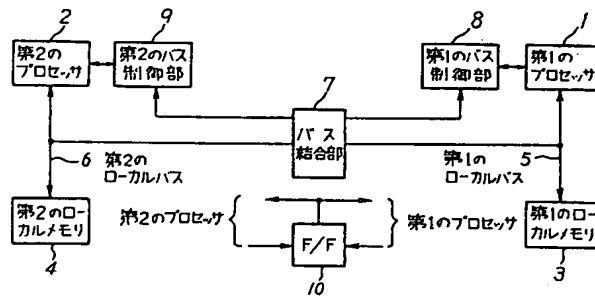 2
9
8
1
第2の
プロセッサ
第2のバス
制御部
第1のバス
制御部
第1の
プロセッサ
7
バス
結合部
6
第2の
ローカルバス
第1の
ローカルバス
5
第2のロー
カルメモリ
4
第2のプロセッサ
F/F
10
第1のプロセッサ
第1のロー
カルメモリ
3